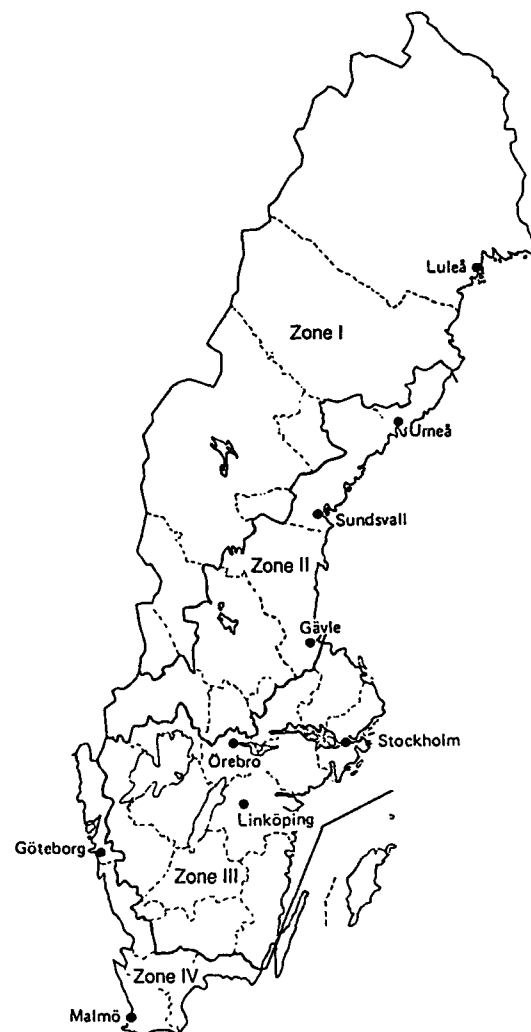 Luleå
Zone I
Umeå
Sundsvall
Zone II
Gävle
Stockholm
Örebro
Linköping
Göteborg
Zone III
Zone IV
Malmö